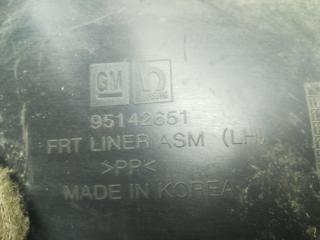 GM
95142651
FRT LINER ASM (LH)
>PP<
MADE IN KOREA